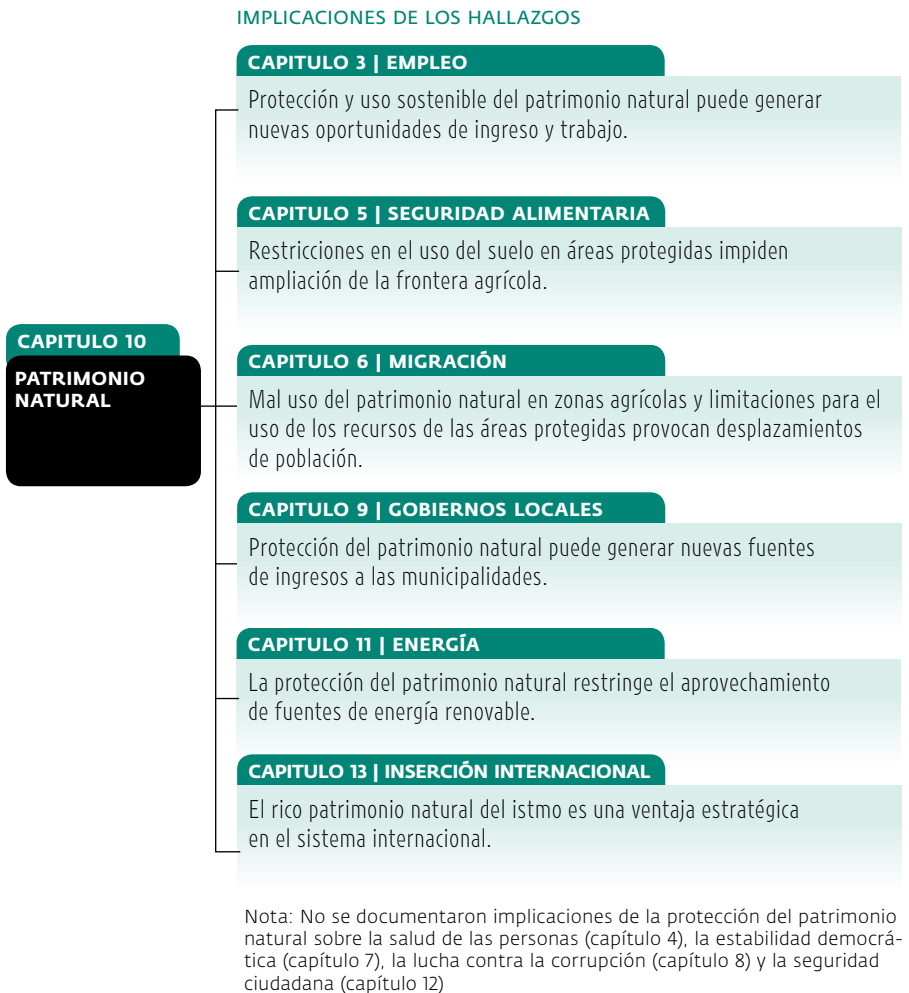 IMPLICACIONES DE LOS HALLAZGOS
CAPITULO 3 | EMPLEO
Protección y uso sostenible del patrimonio natural puede generar
nuevas oportunidades de ingreso y trabajo.
CAPITULO 5 | SEGURIDAD ALIMENTARIA
Restricciones en el uso del suelo en áreas protegidas impiden
ampliación de la frontera agrícola.
CAPITULO 10
PATRIMONIO
NATURAL
CAPITULO 6 | MIGRACIÓN
Mal uso del patrimonio natural en zonas agrícolas y limitaciones para el
uso de los recursos de las áreas protegidas provocan desplazamientos
de población.
CAPITULO 9 | GOBIERNOS LOCALES
Protección del patrimonio natural puede generar nuevas fuentes
de ingresos a las municipalidades.
CAPITULO 11 | ENERGÍA
La protección del patrimonio natural restringe el aprovechamiento
de fuentes de energía renovable.
CAPITULO 13 | INSERCIÓN INTERNACIONAL
El rico patrimonio natural del istmo es una ventaja estratégica
en el sistema internacional.
Nota: No se documentaron implicaciones de la protección del patrimonio
natural sobre la salud de las personas (capítulo 4), la estabilidad democrá-
tica (capítulo 7), la lucha contra la corrupción (capítulo 8) y la seguridad
ciudadana (capítulo 12)